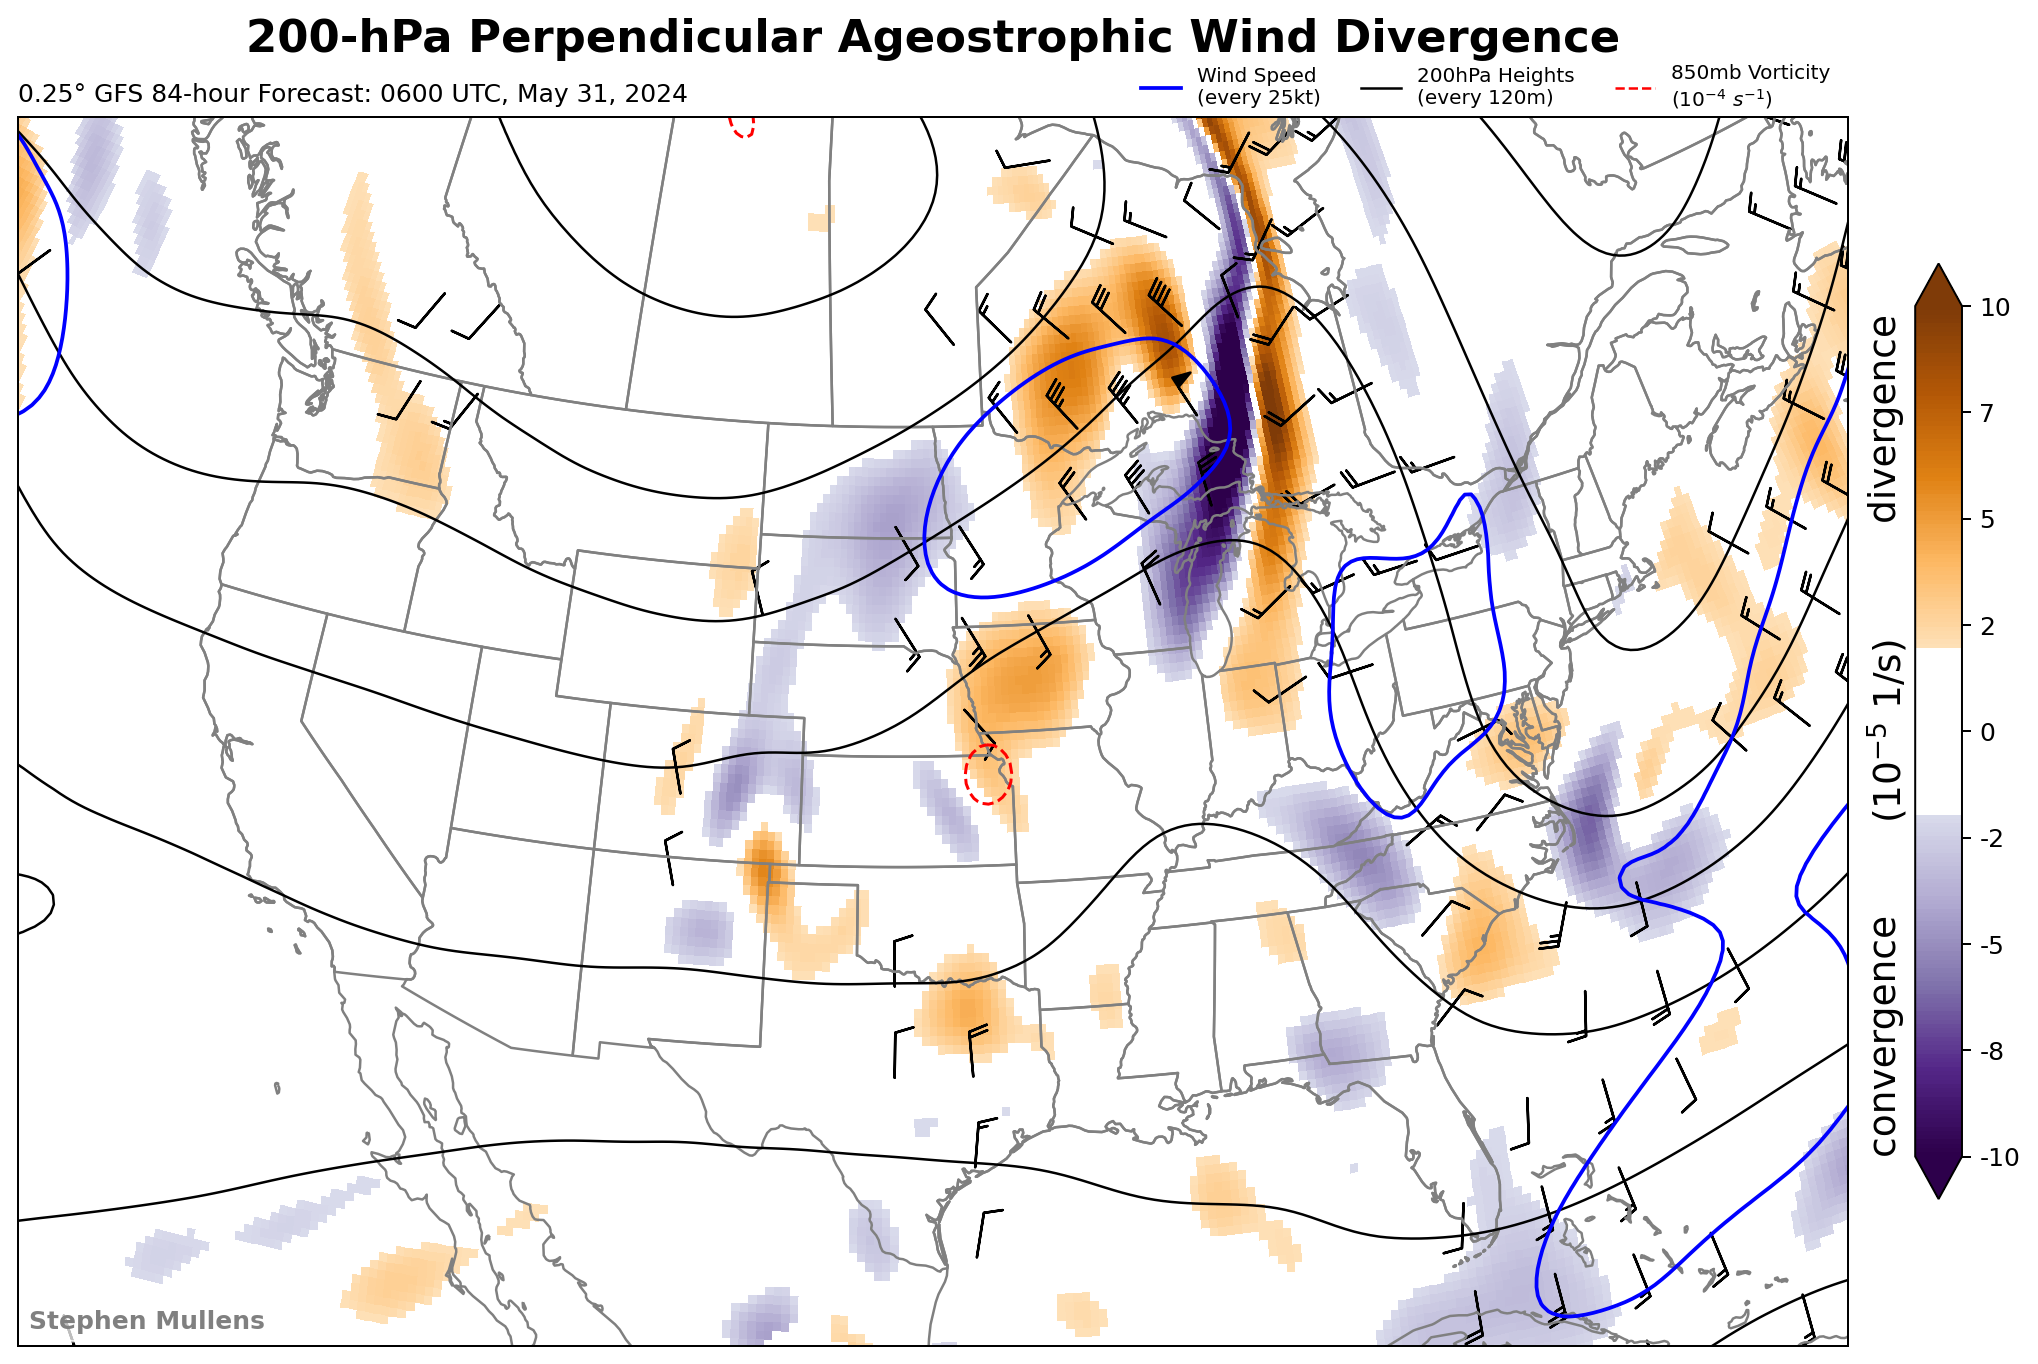 200-hPa Perpendicular Ageostrophic Wind Divergence
0.25° GFS 84-hour Forecast: 0600 UTC, May 31, 2024
Wind Speed
(every 25kt)
200hPa Heights
(every 120m)
850mb Vorticity
(10⁻⁴ s⁻¹)
10
7
5
2
0
-2
-5
-8
-10
convergence (10⁻⁵ 1/s) divergence
Stephen Mullens